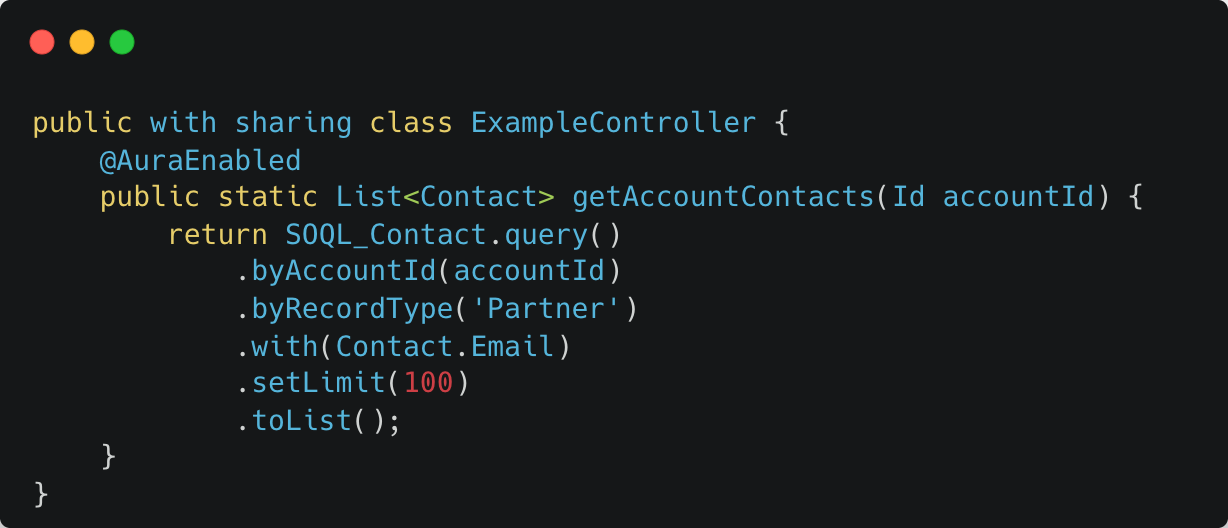 public with sharing class ExampleController {
    @AuraEnabled
    public static List<Contact> getAccountContacts(Id accountId) {
        return SOQL_Contact.query()
            .byAccountId(accountId)
            .byRecordType('Partner')
            .with(Contact.Email)
            .setLimit(100)
            .toList();
    }
}